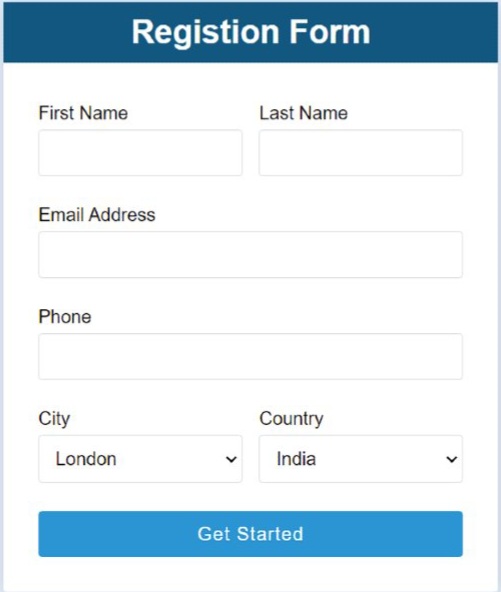 Registion Form
First Name Last Name
Email Address
Phone
City Country
London India
Get Started